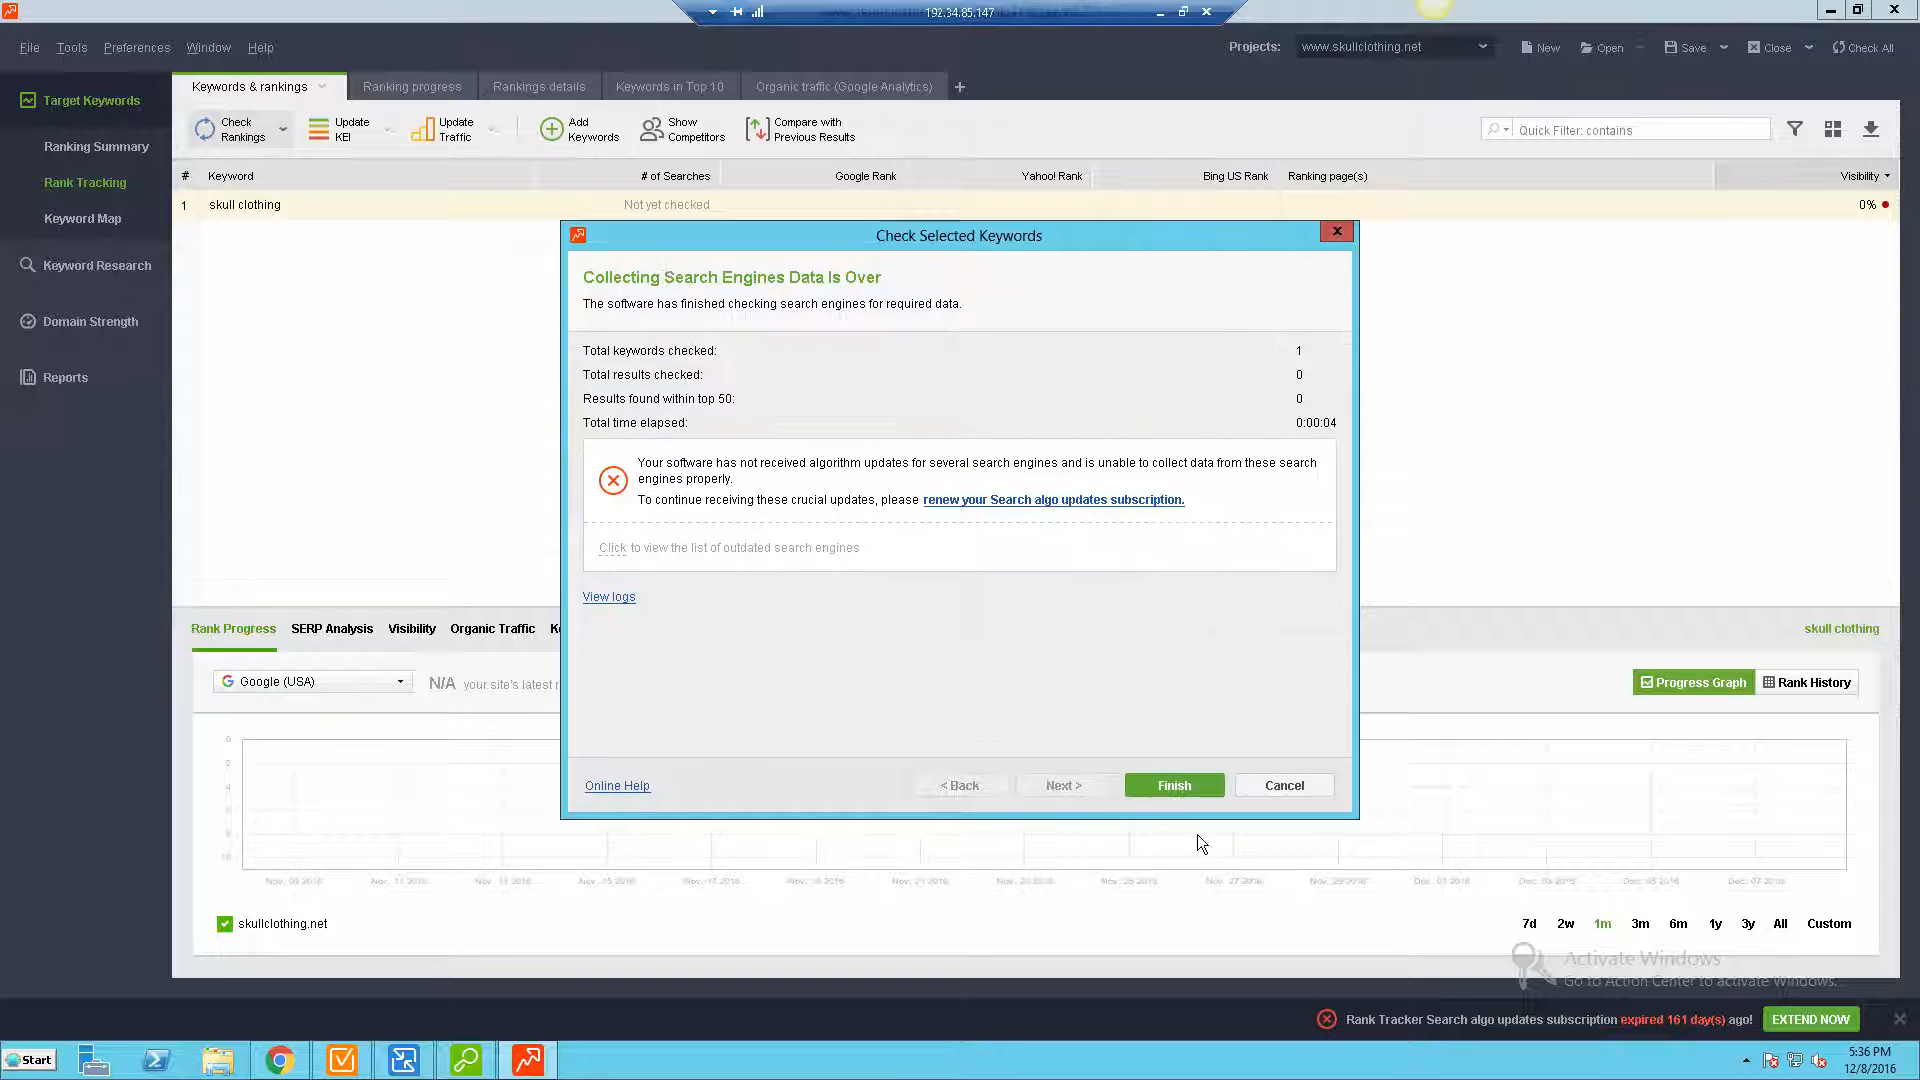 192.34.85.147
File Tools Preferences Window Help
Projects: www.skullclothing.net New Open Save Close Check All
Target Keywords
Ranking Summary
Rank Tracking
Keyword Map
Keyword Research
Domain Strength
Reports
Keywords & rankings Ranking progress Rankings details Keywords in Top 10 Organic traffic (Google Analytics) +
Check Rankings
Update KEI
Update Traffic
Add Keywords
Show Competitors
Compare with Previous Results
Quick Filter: contains
# Keyword # of Searches Google Rank Yahoo! Rank Bing US Rank Ranking page(s) Visibility
1 skull clothing Not yet checked 0%
Check Selected Keywords
Collecting Search Engines Data Is Over
The software has finished checking search engines for required data.
Total keywords checked: 1
Total results checked: 0
Results found within top 50: 0
Total time elapsed: 0:00:04
Your software has not received algorithm updates for several search engines and is unable to collect data from these search
engines properly.
To continue receiving these crucial updates, please renew your Search algo updates subscription.
Click to view the list of outdated search engines
View logs
Online Help < Back Next > Finish Cancel
Rank Progress SERP Analysis Visibility Organic Traffic
skull clothing
Google (USA) N/A your site's latest
Progress Graph Rank History
skullclothing.net
7d 2w 1m 3m 6m 1y 3y All Custom
Activate Windows
Go to Action Center to activate Windows.
Rank Tracker Search algo updates subscription expired 161 day(s) ago! EXTEND NOW
Start
5:36 PM
12/8/2016